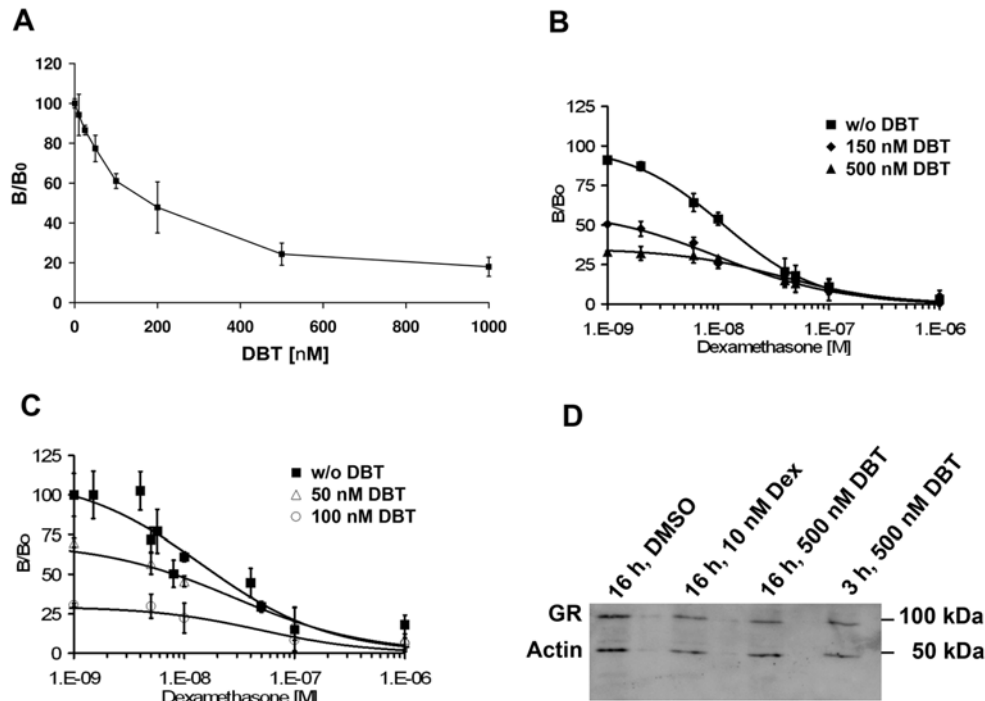 A
B/B0
120
100
80
60
40
20
0
0 200 400 600 800 1000
DBT [nM]
B
B/Bo
125
100
75
50
25
0
w/o DBT
150 nM DBT
500 nM DBT
1.E-09 1.E-08 1.E-07 1.E-06
Dexamethasone [M]
C
B/Bo
125
100
75
50
25
0
w/o DBT
50 nM DBT
100 nM DBT
1.E-09 1.E-08 1.E-07 1.E-06
Dexamethasone [M]
D
16 h, DMSO
16 h, 10 nM Dex
16 h, 500 nM DBT
3 h, 500 nM DBT
GR
100 kDa
Actin
50 kDa